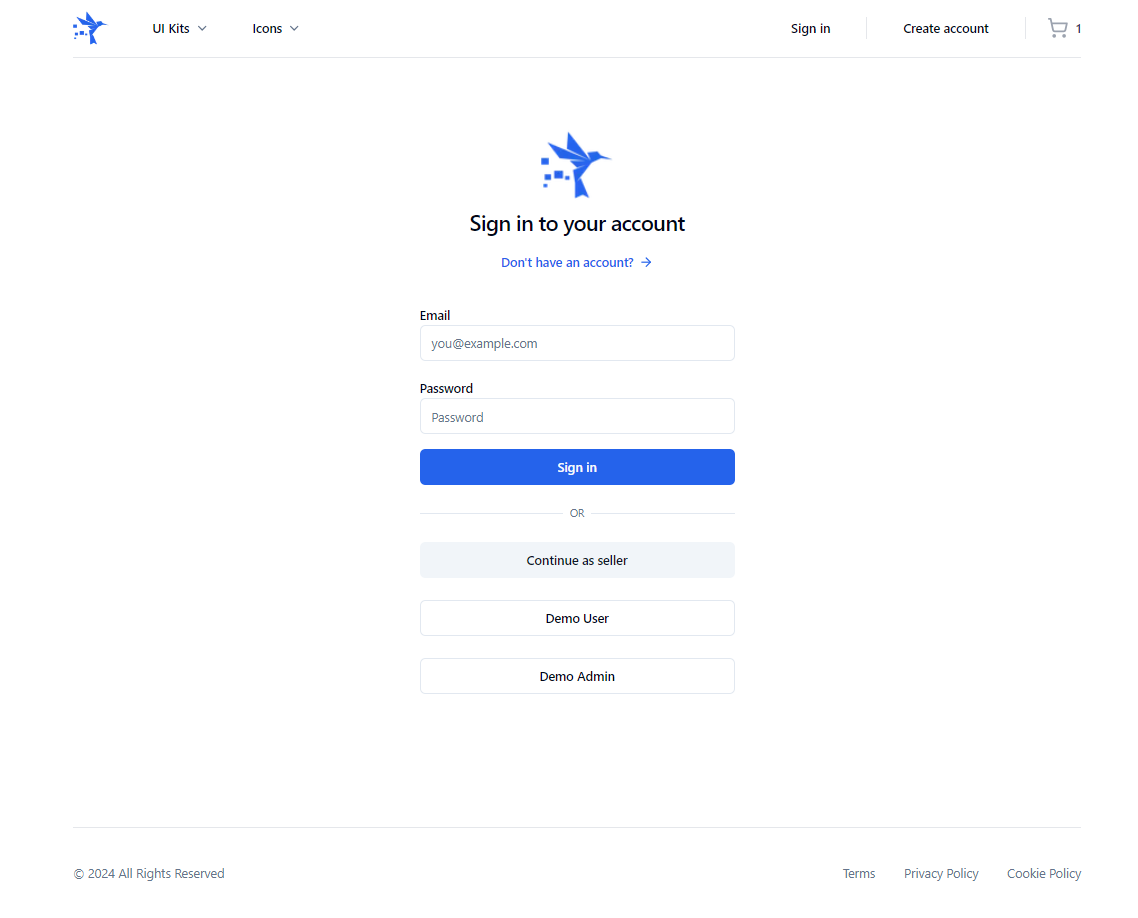 UI Kits Icons Sign in Create account 1
Sign in to your account
Don't have an account? →
Email
you@example.com
Password
Password
Sign in
OR
Continue as seller
Demo User
Demo Admin
© 2024 All Rights Reserved Terms Privacy Policy Cookie Policy